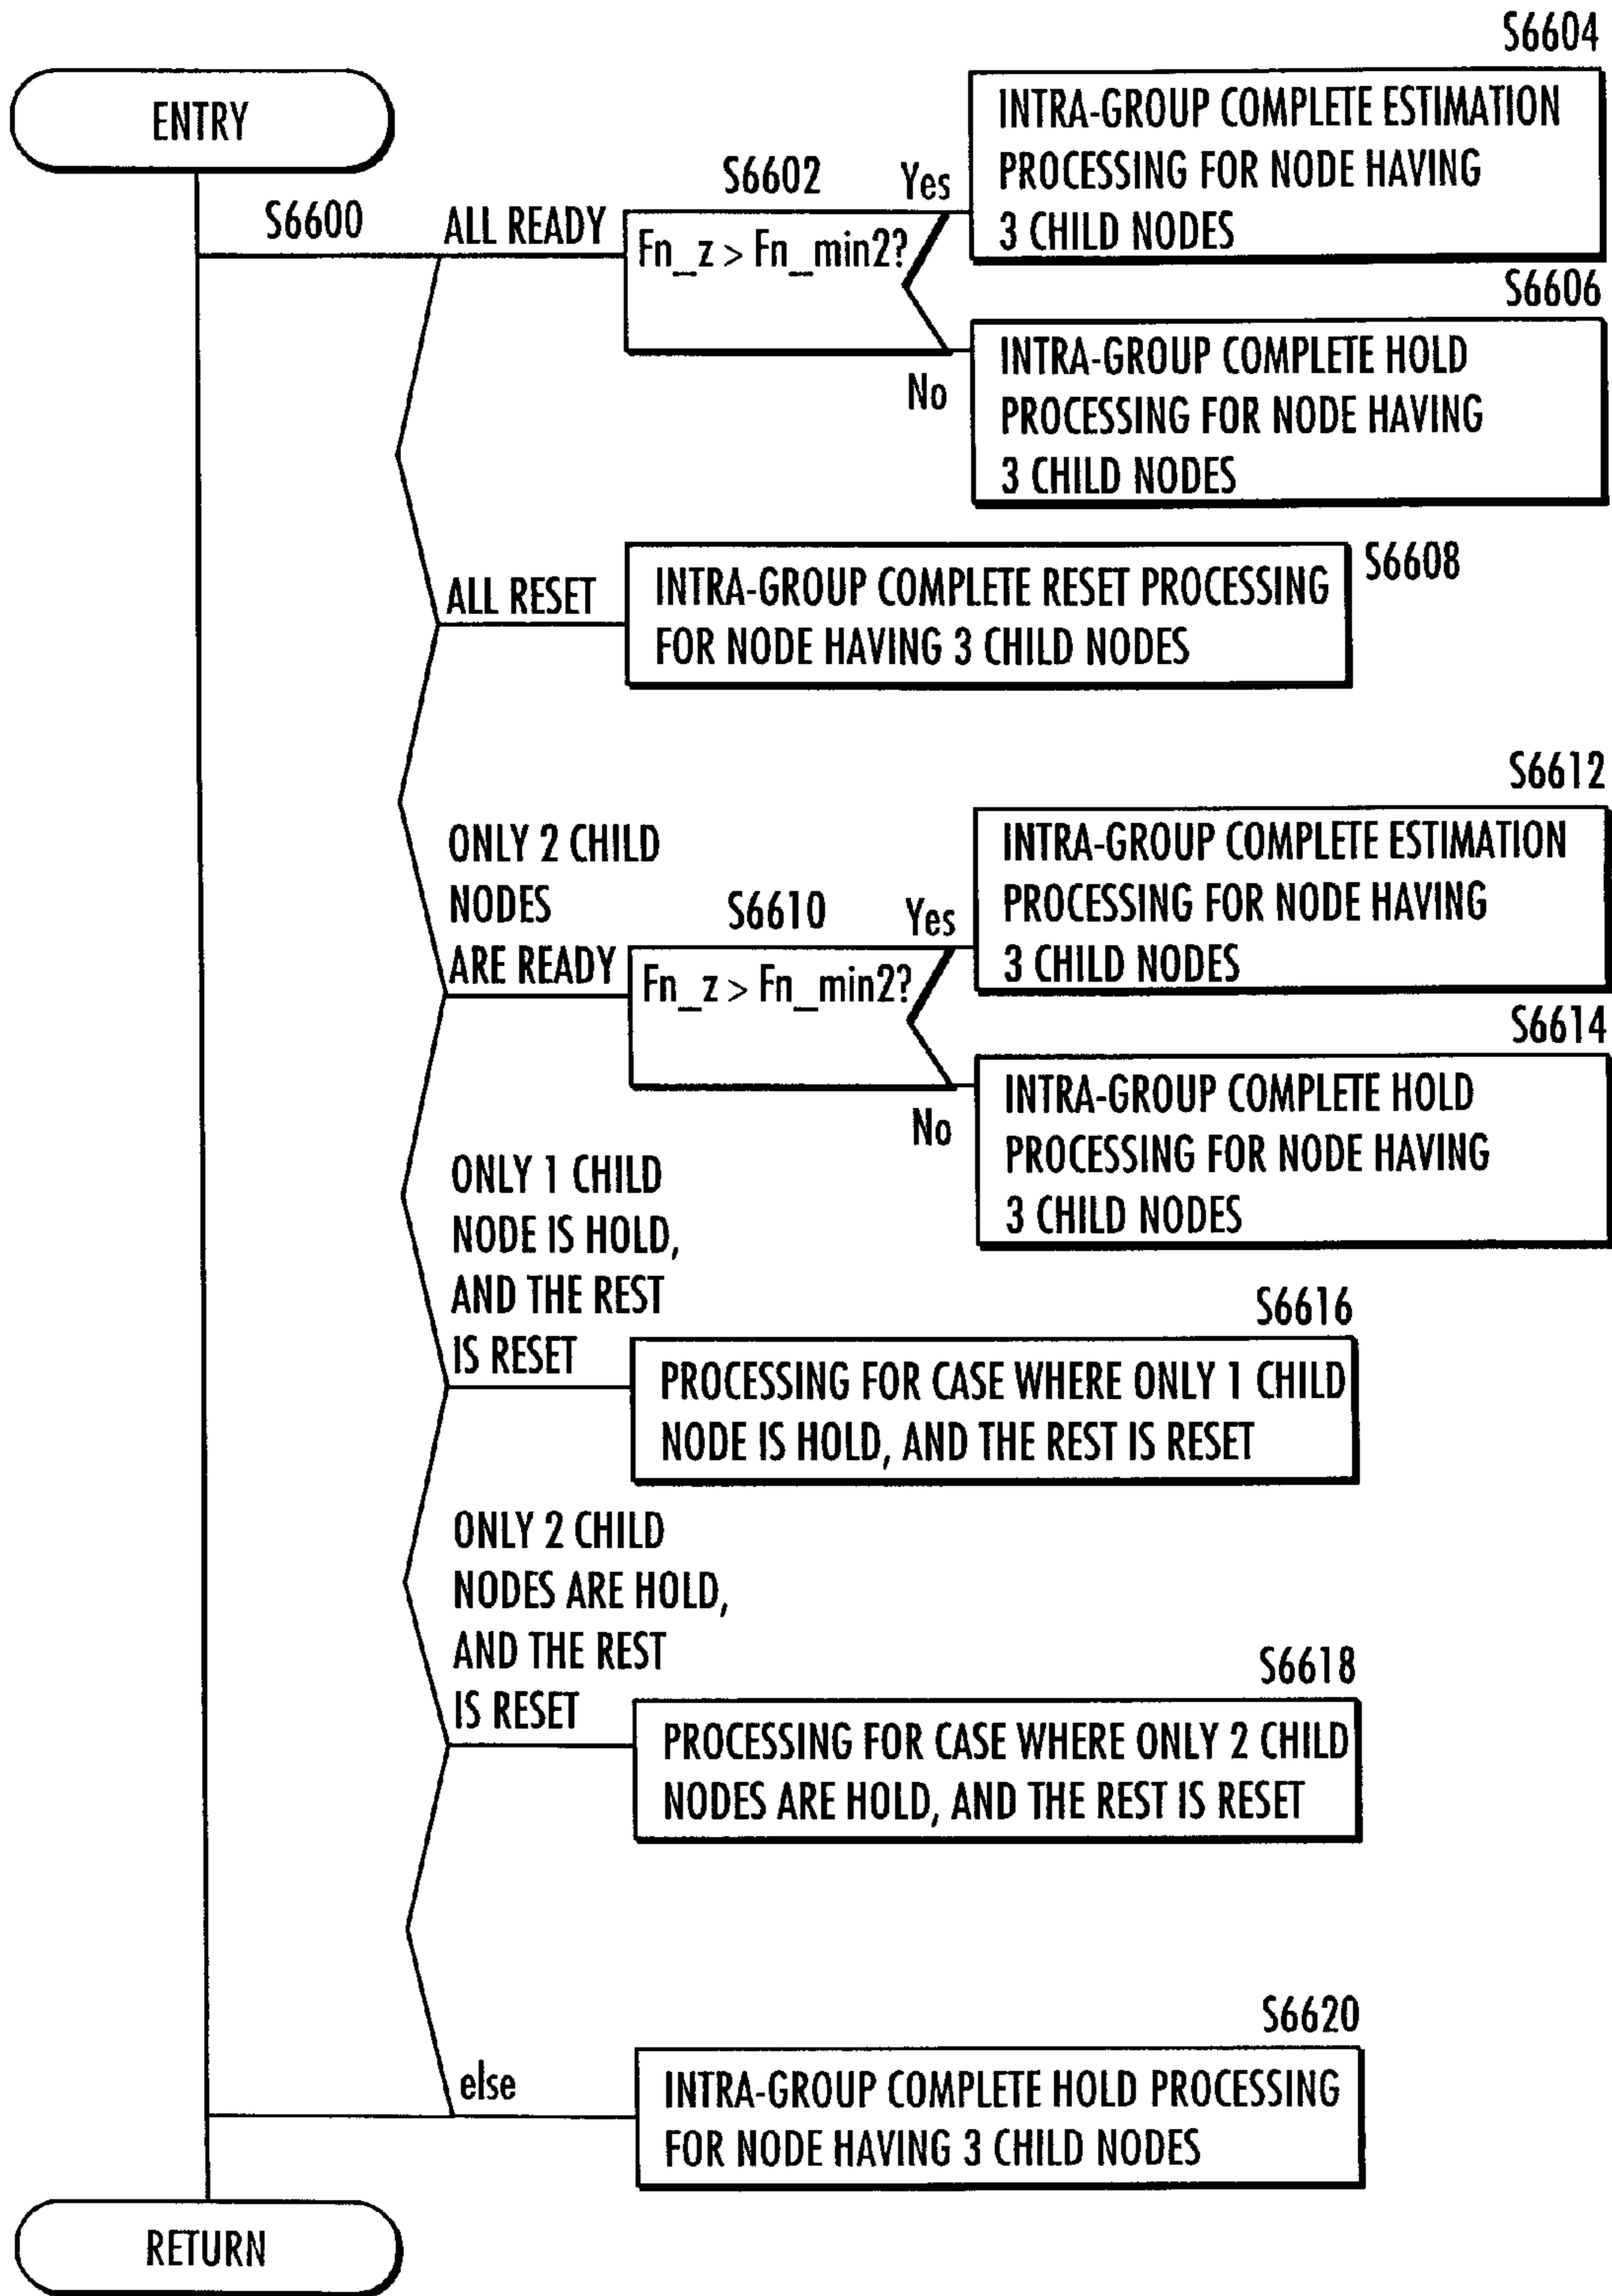 S6604
ENTRY
INTRA-GROUP COMPLETE ESTIMATION
PROCESSING FOR NODE HAVING
3 CHILD NODES
S6602
Yes
S6600
ALL READY
Fn_z > Fn_min2?
S6606
INTRA-GROUP COMPLETE HOLD
PROCESSING FOR NODE HAVING
3 CHILD NODES
No
ALL RESET
INTRA-GROUP COMPLETE RESET PROCESSING
FOR NODE HAVING 3 CHILD NODES
S6608
S6612
ONLY 2 CHILD
NODES
ARE READY
S6610
Yes
INTRA-GROUP COMPLETE ESTIMATION
PROCESSING FOR NODE HAVING
3 CHILD NODES
Fn_z > Fn_min2?
S6614
No
INTRA-GROUP COMPLETE HOLD
PROCESSING FOR NODE HAVING
3 CHILD NODES
ONLY 1 CHILD
NODE IS HOLD,
AND THE REST
IS RESET
S6616
PROCESSING FOR CASE WHERE ONLY 1 CHILD
NODE IS HOLD, AND THE REST IS RESET
ONLY 2 CHILD
NODES ARE HOLD,
AND THE REST
IS RESET
S6618
PROCESSING FOR CASE WHERE ONLY 2 CHILD
NODES ARE HOLD, AND THE REST IS RESET
S6620
else
INTRA-GROUP COMPLETE HOLD PROCESSING
FOR NODE HAVING 3 CHILD NODES
RETURN